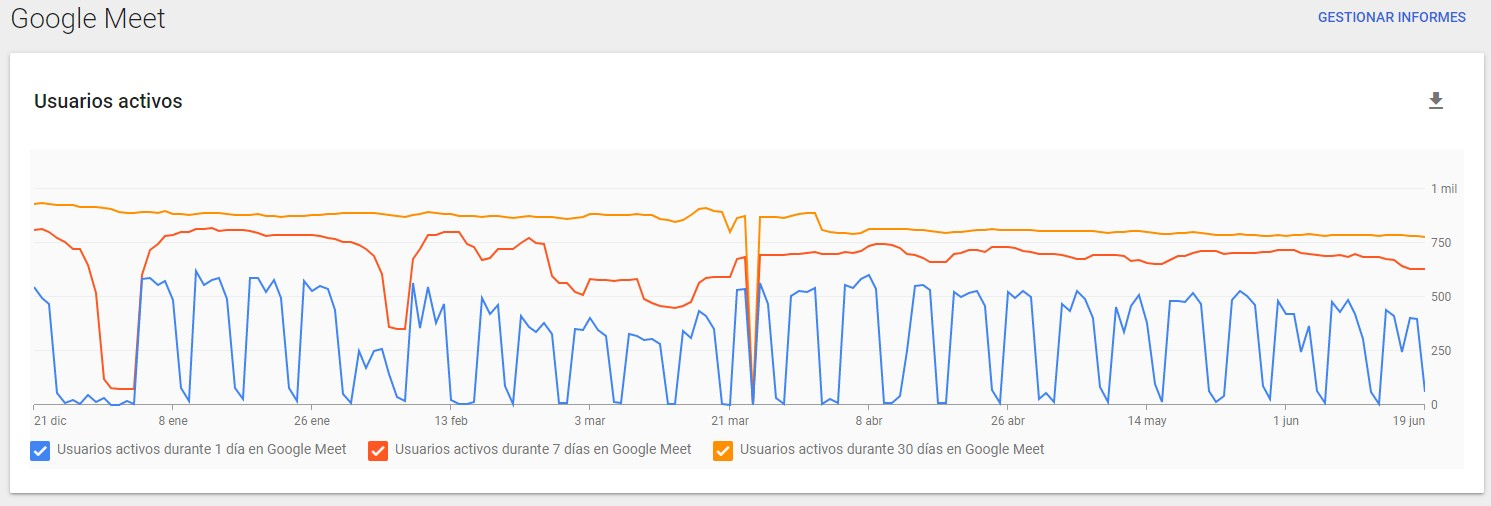 Google Meet
GESTIONAR INFORMES
Usuarios activos
1 mil
750
500
250
0
21 dic 8 ene 26 ene 13 feb 3 mar 21 mar 8 abr 26 abr 14 may 1 jun 19 jun
Usuarios activos durante 1 día en Google Meet Usuarios activos durante 7 días en Google Meet Usuarios activos durante 30 días en Google Meet